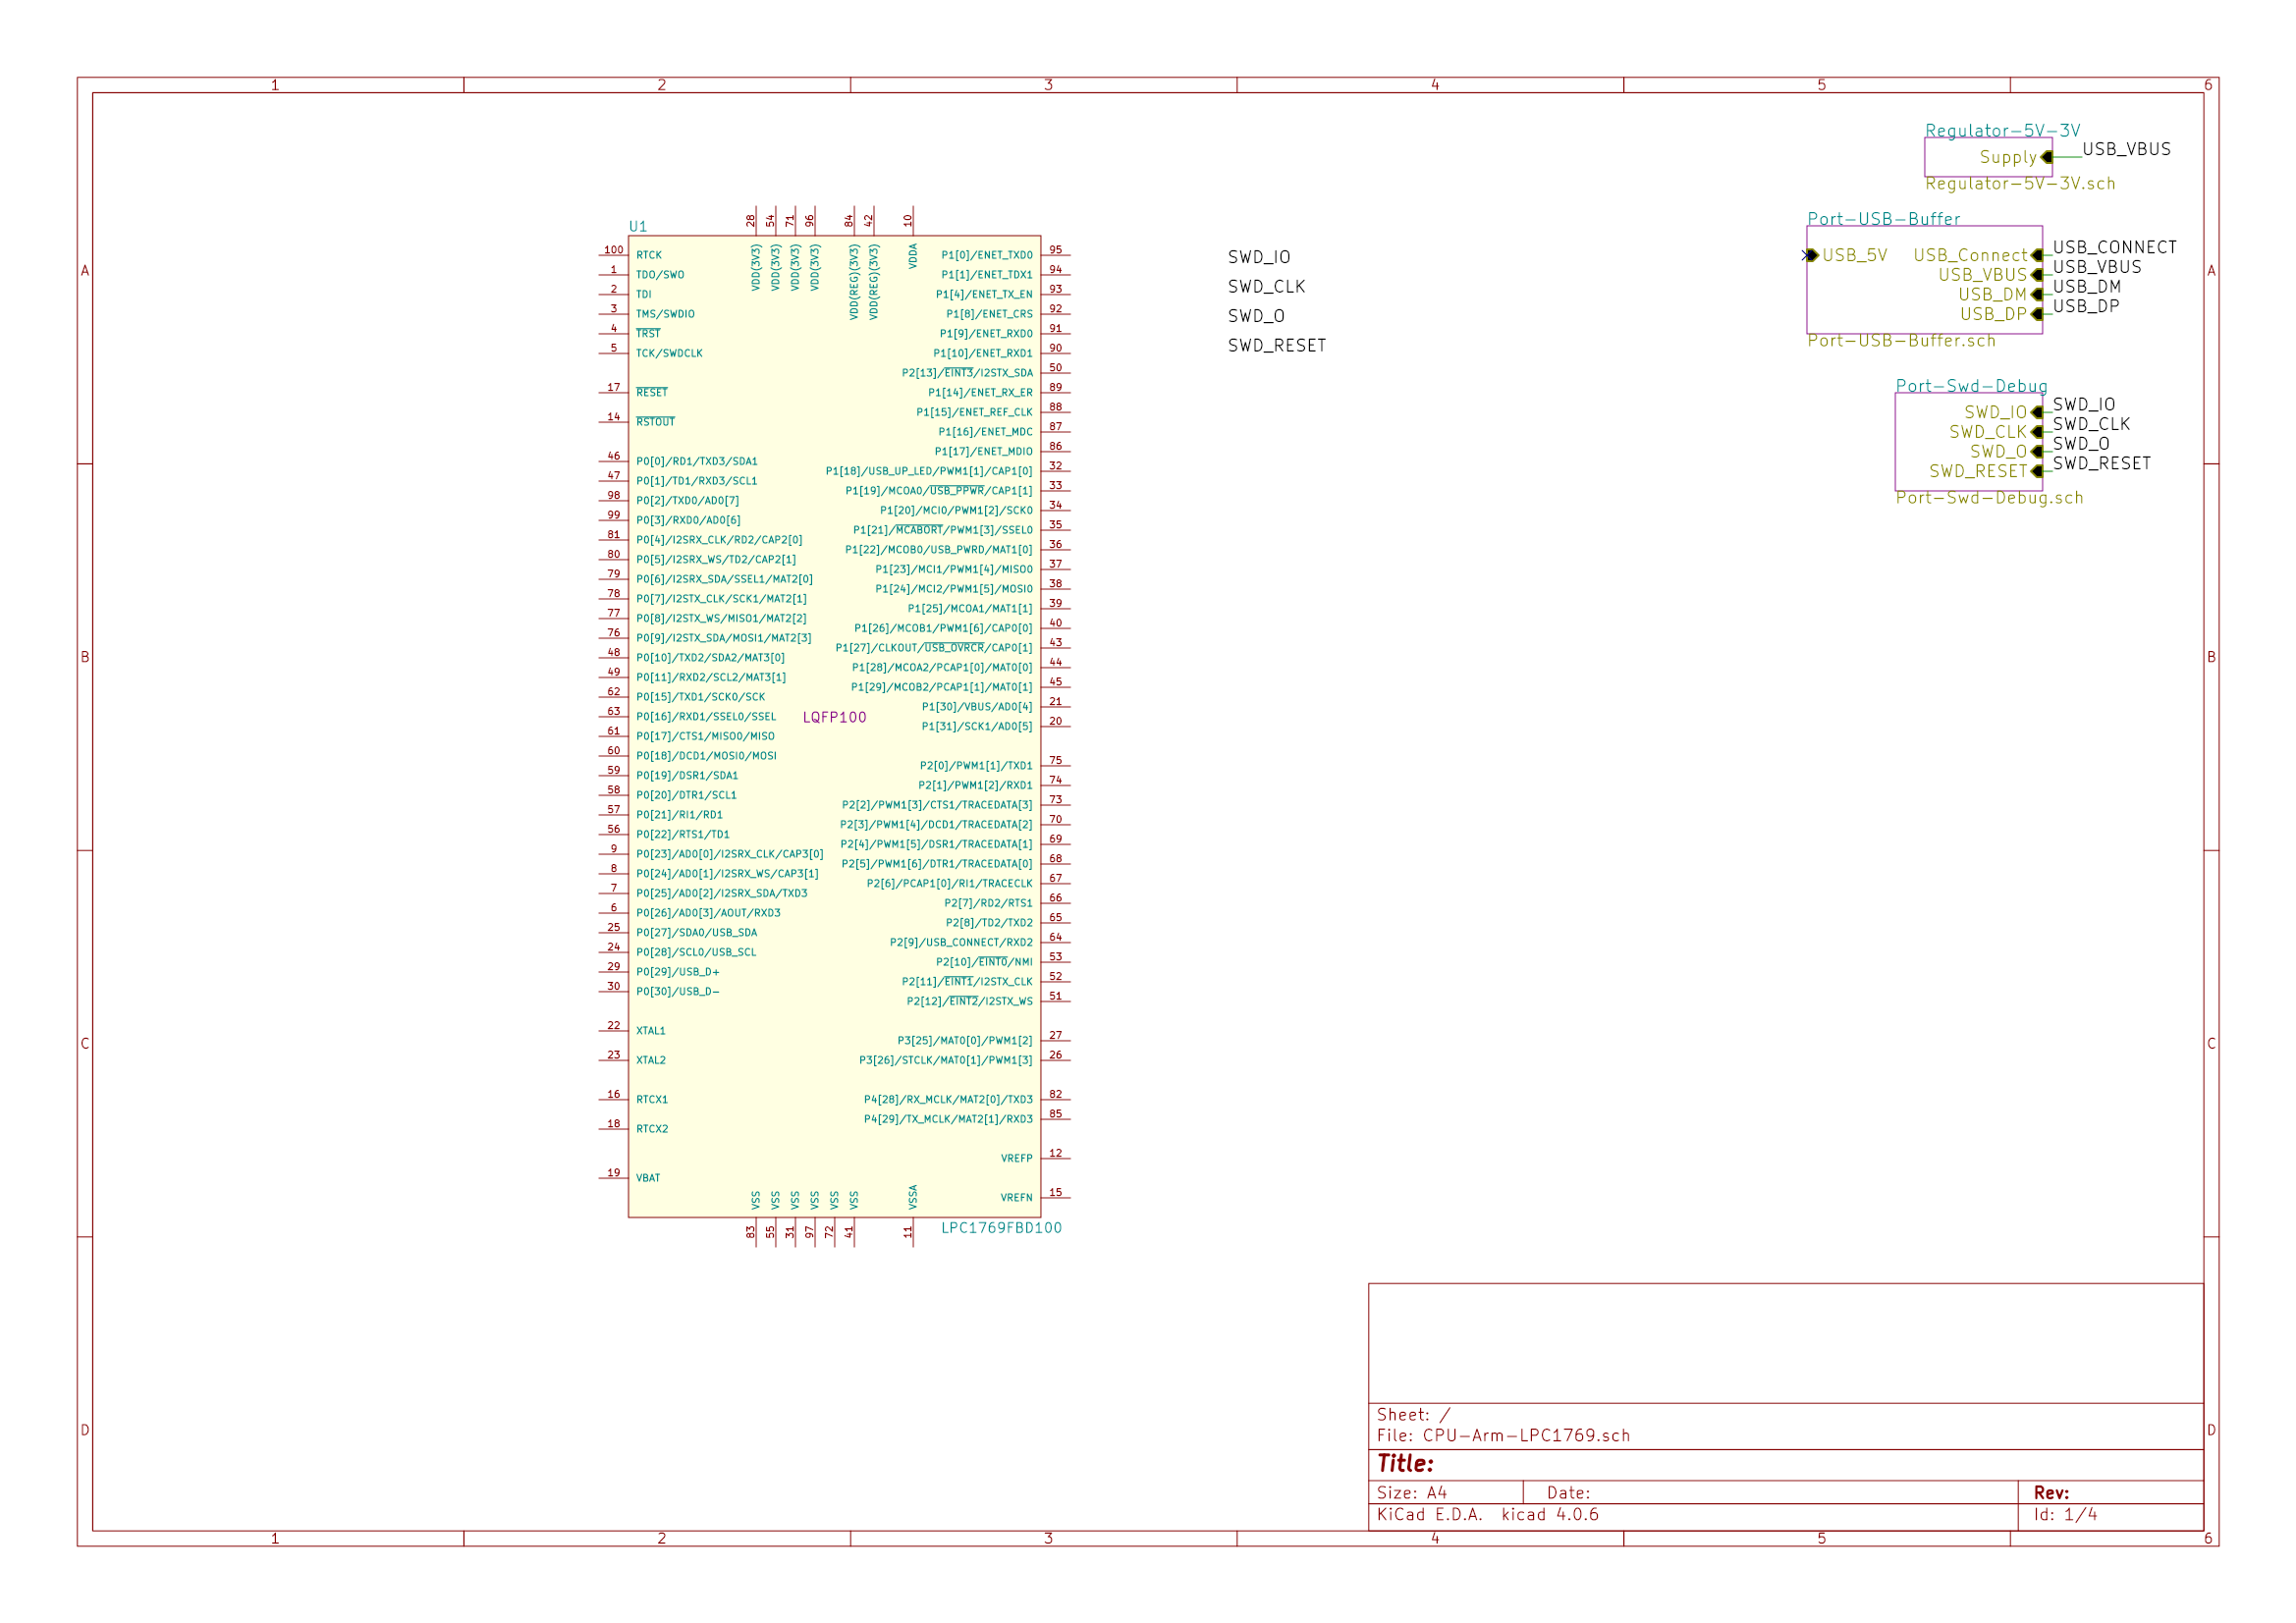 1 2 3 4 5 6
Regulator-5V-3V
Supply USB_VBUS
Regulator-5V-3V.sch
Port-USB-Buffer
USB_5V USB_Connect USB_CONNECT
USB_VBUS USB_VBUS
USB_DM USB_DM
USB_DP USB_DP
Port-USB-Buffer.sch
Port-Swd-Debug
SWD_IO SWD_IO
SWD_CLK SWD_CLK
SWD_O SWD_O
SWD_RESET SWD_RESET
Port-Swd-Debug.sch
SWD_IO
SWD_CLK
SWD_O
SWD_RESET
U1
28 54 71 96 84 42 10
VDD(3V3) VDD(3V3) VDD(3V3) VDD(3V3) VDD(REG)(3V3) VDD(REG)(3V3) VDDA
100 RTCK
1 TDO/SWO
2 TDI
3 TMS/SWDIO
4 TRST
5 TCK/SWDCLK
17 RESET
14 RSTOUT
46 P0[0]/RD1/TXD3/SDA1
47 P0[1]/TD1/RXD3/SCL1
98 P0[2]/TXD0/AD0[7]
99 P0[3]/RXD0/AD0[6]
81 P0[4]/I2SRX_CLK/RD2/CAP2[0]
80 P0[5]/I2SRX_WS/TD2/CAP2[1]
79 P0[6]/I2SRX_SDA/SSEL1/MAT2[0]
78 P0[7]/I2STX_CLK/SCK1/MAT2[1]
77 P0[8]/I2STX_WS/MISO1/MAT2[2]
76 P0[9]/I2STX_SDA/MOSI1/MAT2[3]
48 P0[10]/TXD2/SDA2/MAT3[0]
49 P0[11]/RXD2/SCL2/MAT3[1]
62 P0[15]/TXD1/SCK0/SCK
63 P0[16]/RXD1/SSEL0/SSEL
61 P0[17]/CTS1/MISO0/MISO
60 P0[18]/DCD1/MOSI0/MOSI
59 P0[19]/DSR1/SDA1
58 P0[20]/DTR1/SCL1
57 P0[21]/RI1/RD1
56 P0[22]/RTS1/TD1
9 P0[23]/AD0[0]/I2SRX_CLK/CAP3[0]
8 P0[24]/AD0[1]/I2SRX_WS/CAP3[1]
7 P0[25]/AD0[2]/I2SRX_SDA/TXD3
6 P0[26]/AD0[3]/AOUT/RXD3
25 P0[27]/SDA0/USB_SDA
24 P0[28]/SCL0/USB_SCL
29 P0[29]/USB_D+
30 P0[30]/USB_D-
22 XTAL1
23 XTAL2
16 RTCX1
18 RTCX2
19 VBAT
LQFP100
P1[0]/ENET_TXD0 95
P1[1]/ENET_TDX1 94
P1[4]/ENET_TX_EN 93
P1[8]/ENET_CRS 92
P1[9]/ENET_RXD0 91
P1[10]/ENET_RXD1 90
P2[13]/EINT3/I2STX_SDA 50
P1[14]/ENET_RX_ER 89
P1[15]/ENET_REF_CLK 88
P1[16]/ENET_MDC 87
P1[17]/ENET_MDIO 86
P1[18]/USB_UP_LED/PWM1[1]/CAP1[0] 32
P1[19]/MCOA0/USB_PPWR/CAP1[1] 33
P1[20]/MCI0/PWM1[2]/SCK0 34
P1[21]/MCABORT/PWM1[3]/SSEL0 35
P1[22]/MCOB0/USB_PWRD/MAT1[0] 36
P1[23]/MCI1/PWM1[4]/MISO0 37
P1[24]/MCI2/PWM1[5]/MOSI0 38
P1[25]/MCOA1/MAT1[1] 39
P1[26]/MCOB1/PWM1[6]/CAP0[0] 40
P1[27]/CLKOUT/USB_OVRCR/CAP0[1] 43
P1[28]/MCOA2/PCAP1[0]/MAT0[0] 44
P1[29]/MCOB2/PCAP1[1]/MAT0[1] 45
P1[30]/VBUS/AD0[4] 21
P1[31]/SCK1/AD0[5] 20
P2[0]/PWM1[1]/TXD1 75
P2[1]/PWM1[2]/RXD1 74
P2[2]/PWM1[3]/CTS1/TRACEDATA[3] 73
P2[3]/PWM1[4]/DCD1/TRACEDATA[2] 70
P2[4]/PWM1[5]/DSR1/TRACEDATA[1] 69
P2[5]/PWM1[6]/DTR1/TRACEDATA[0] 68
P2[6]/PCAP1[0]/RI1/TRACECLK 67
P2[7]/RD2/RTS1 66
P2[8]/TD2/TXD2 65
P2[9]/USB_CONNECT/RXD2 64
P2[10]/EINT0/NMI 53
P2[11]/EINT1/I2STX_CLK 52
P2[12]/EINT2/I2STX_WS 51
P3[25]/MAT0[0]/PWM1[2] 27
P3[26]/STCLK/MAT0[1]/PWM1[3] 26
P4[28]/RX_MCLK/MAT2[0]/TXD3 82
P4[29]/TX_MCLK/MAT2[1]/RXD3 85
VREFP 12
VREFN 15
VSS VSS VSS VSS VSS VSS VSSA
83 55 31 97 72 41 11
LPC1769FBD100
A A
B B
C C
D D
Sheet: /
File: CPU-Arm-LPC1769.sch
Title:
Size: A4 Date: Rev:
KiCad E.D.A. kicad 4.0.6 Id: 1/4
1 2 3 4 5 6